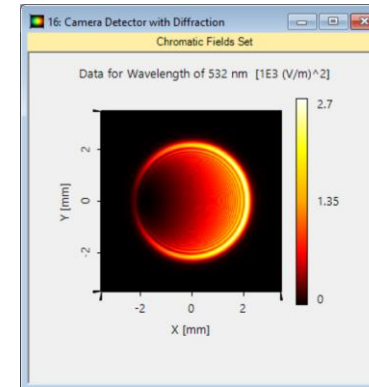 16: Camera Detector with Diffraction
Chromatic Fields Set
Data for Wavelength of 532 nm [1E3 (V/m)^2]
2.7
1.35
0
Y [mm]
2
0
-2
-2 0 2
X [mm]